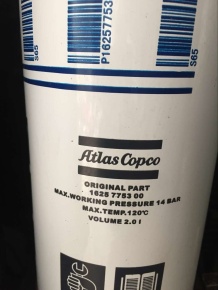 S65
P16257753
S65
Atlas Copco
ORIGINAL PART
1625 7753 00
MAX.WORKING PRESSURE 14 BAR
MAX.TEMP.120℃
VOLUME 2.0 l